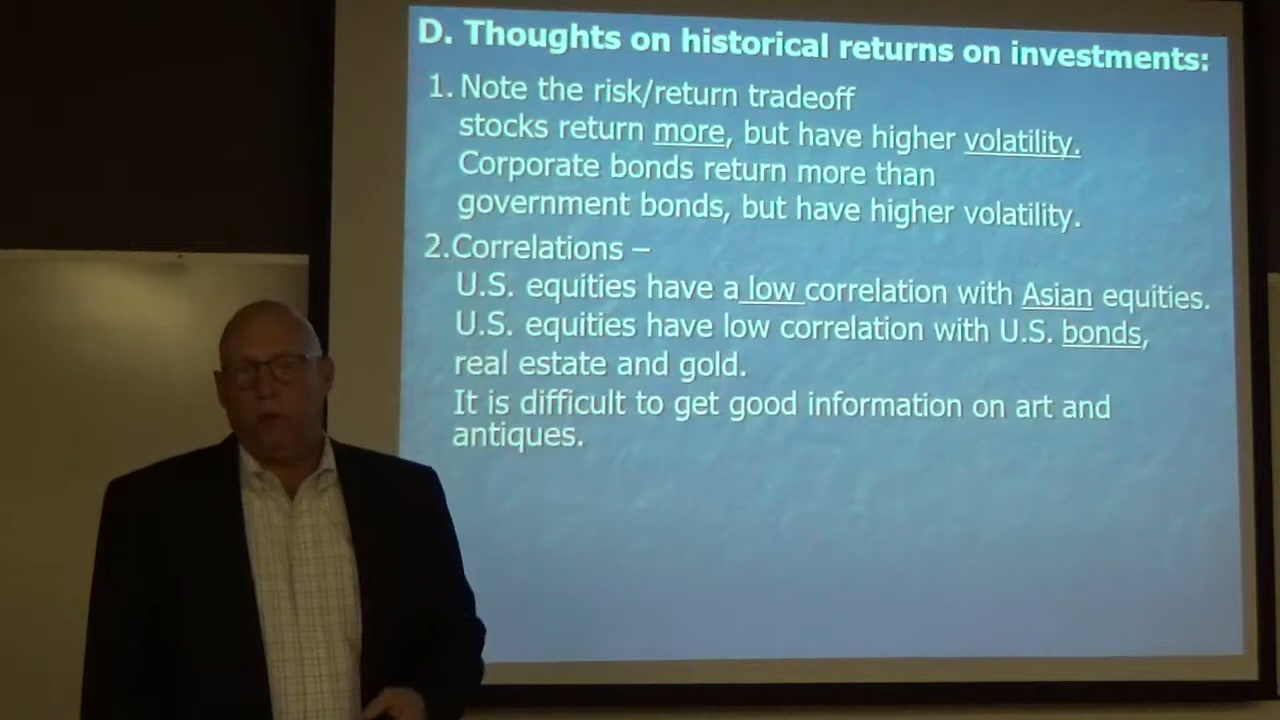 D. Thoughts on historical returns on investments:
1. Note the risk/return tradeoff
stocks return more, but have higher volatility.
Corporate bonds return more than
government bonds, but have higher volatility.
2.Correlations –
U.S. equities have a low correlation with Asian equities.
U.S. equities have low correlation with U.S. bonds,
real estate and gold.
It is difficult to get good information on art and
antiques.